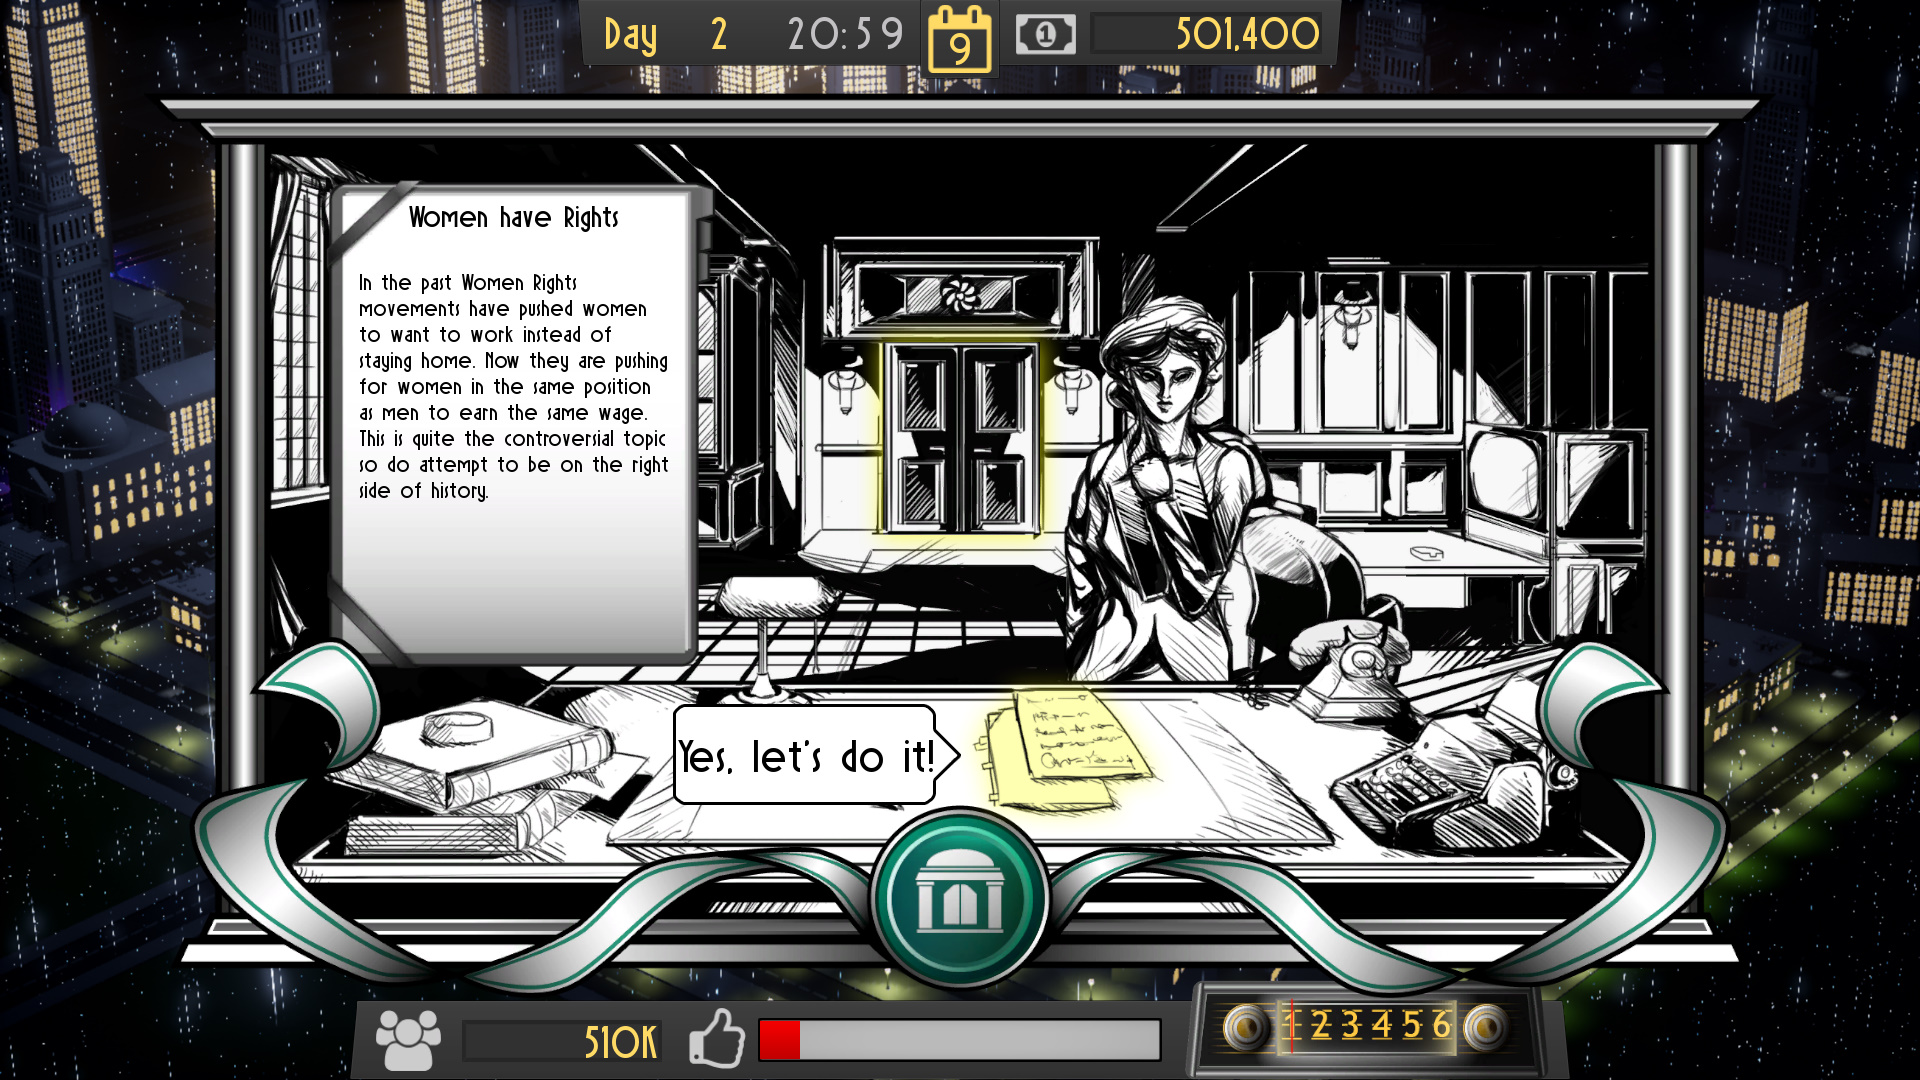 Day 2 20:59 9 1 501,400
Women have Rights
In the past Women Rights
movements have pushed women
to want to work instead of
staying home. Now they are pushing
for women in the same position
as men to earn the same wage.
This is quite the controversial topic
so do attempt to be on the right
side of history.
Yes, let's do it!
510K
1 2 3 4 5 6